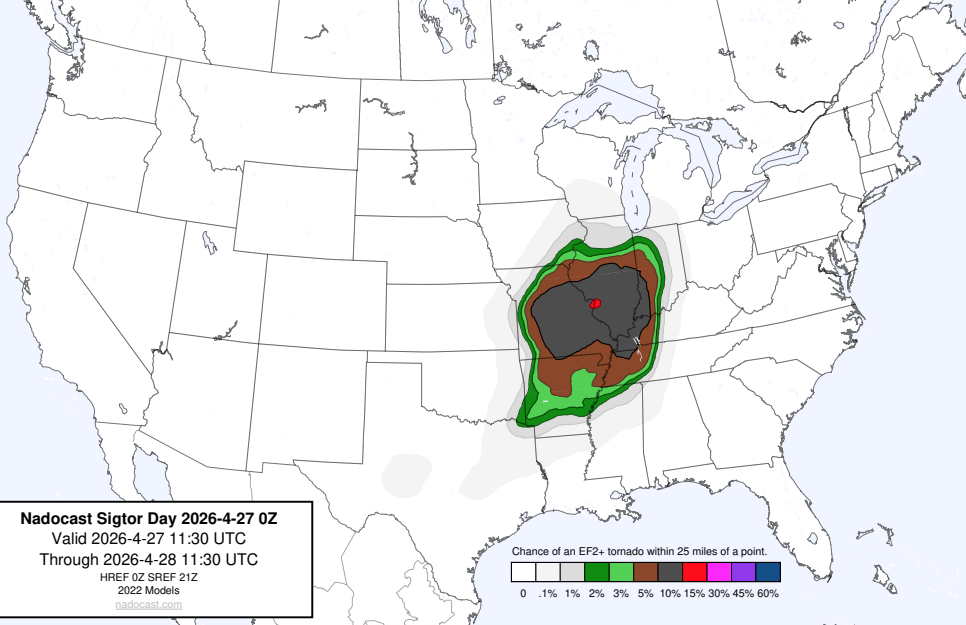 Nadocast Sigtor Day 2026-4-27 0Z
Valid 2026-4-27 11:30 UTC
Through 2026-4-28 11:30 UTC
HREF 0Z SREF 21Z
2022 Models
nadocast.com
Chance of an EF2+ tornado within 25 miles of a point.
0 .1% 1% 2% 3% 5% 10% 15% 30% 45% 60%